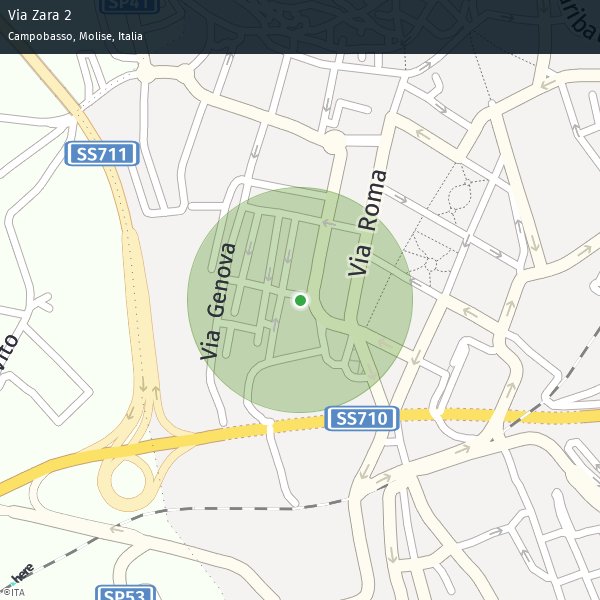 Via Zara 2
Campobasso, Molise, Italia
SP41
SS711
Via Roma
Via Genova
SS710
SP53
here
©ITA